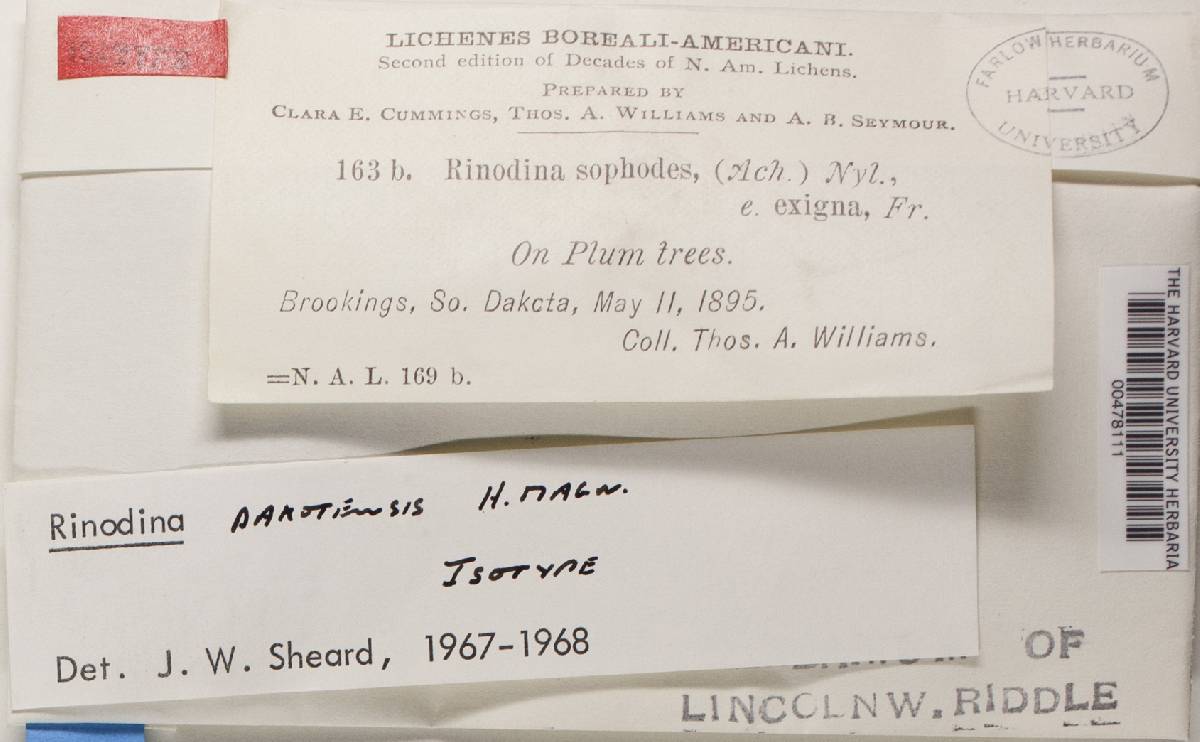 LICHENES BOREALI-AMERICANI.
Second edition of Decades of N. Am. Lichens.
PREPARED BY
CLARA E. CUMMINGS, THOS. A. WILLIAMS AND A. B. SEYMOUR.
163 b. Rinodina sophodes, (Ach.) Nyl.,
e. exigna, Fr.
On Plum trees.
Brookings, So. Dakota, May 11, 1895.
Coll. Thos. A. Williams.
=N. A. L. 169 b.
FARLOW HERBARIUM
HARVARD
UNIVERSITY
THE HARVARD UNIVERSITY HERBARIA
00478111
Rinodina DAKOTIENSIS H. MAGN.
ISOTYPE
Det. J. W. Sheard, 1967-1968
OF
LINCOLN W. RIDDLE